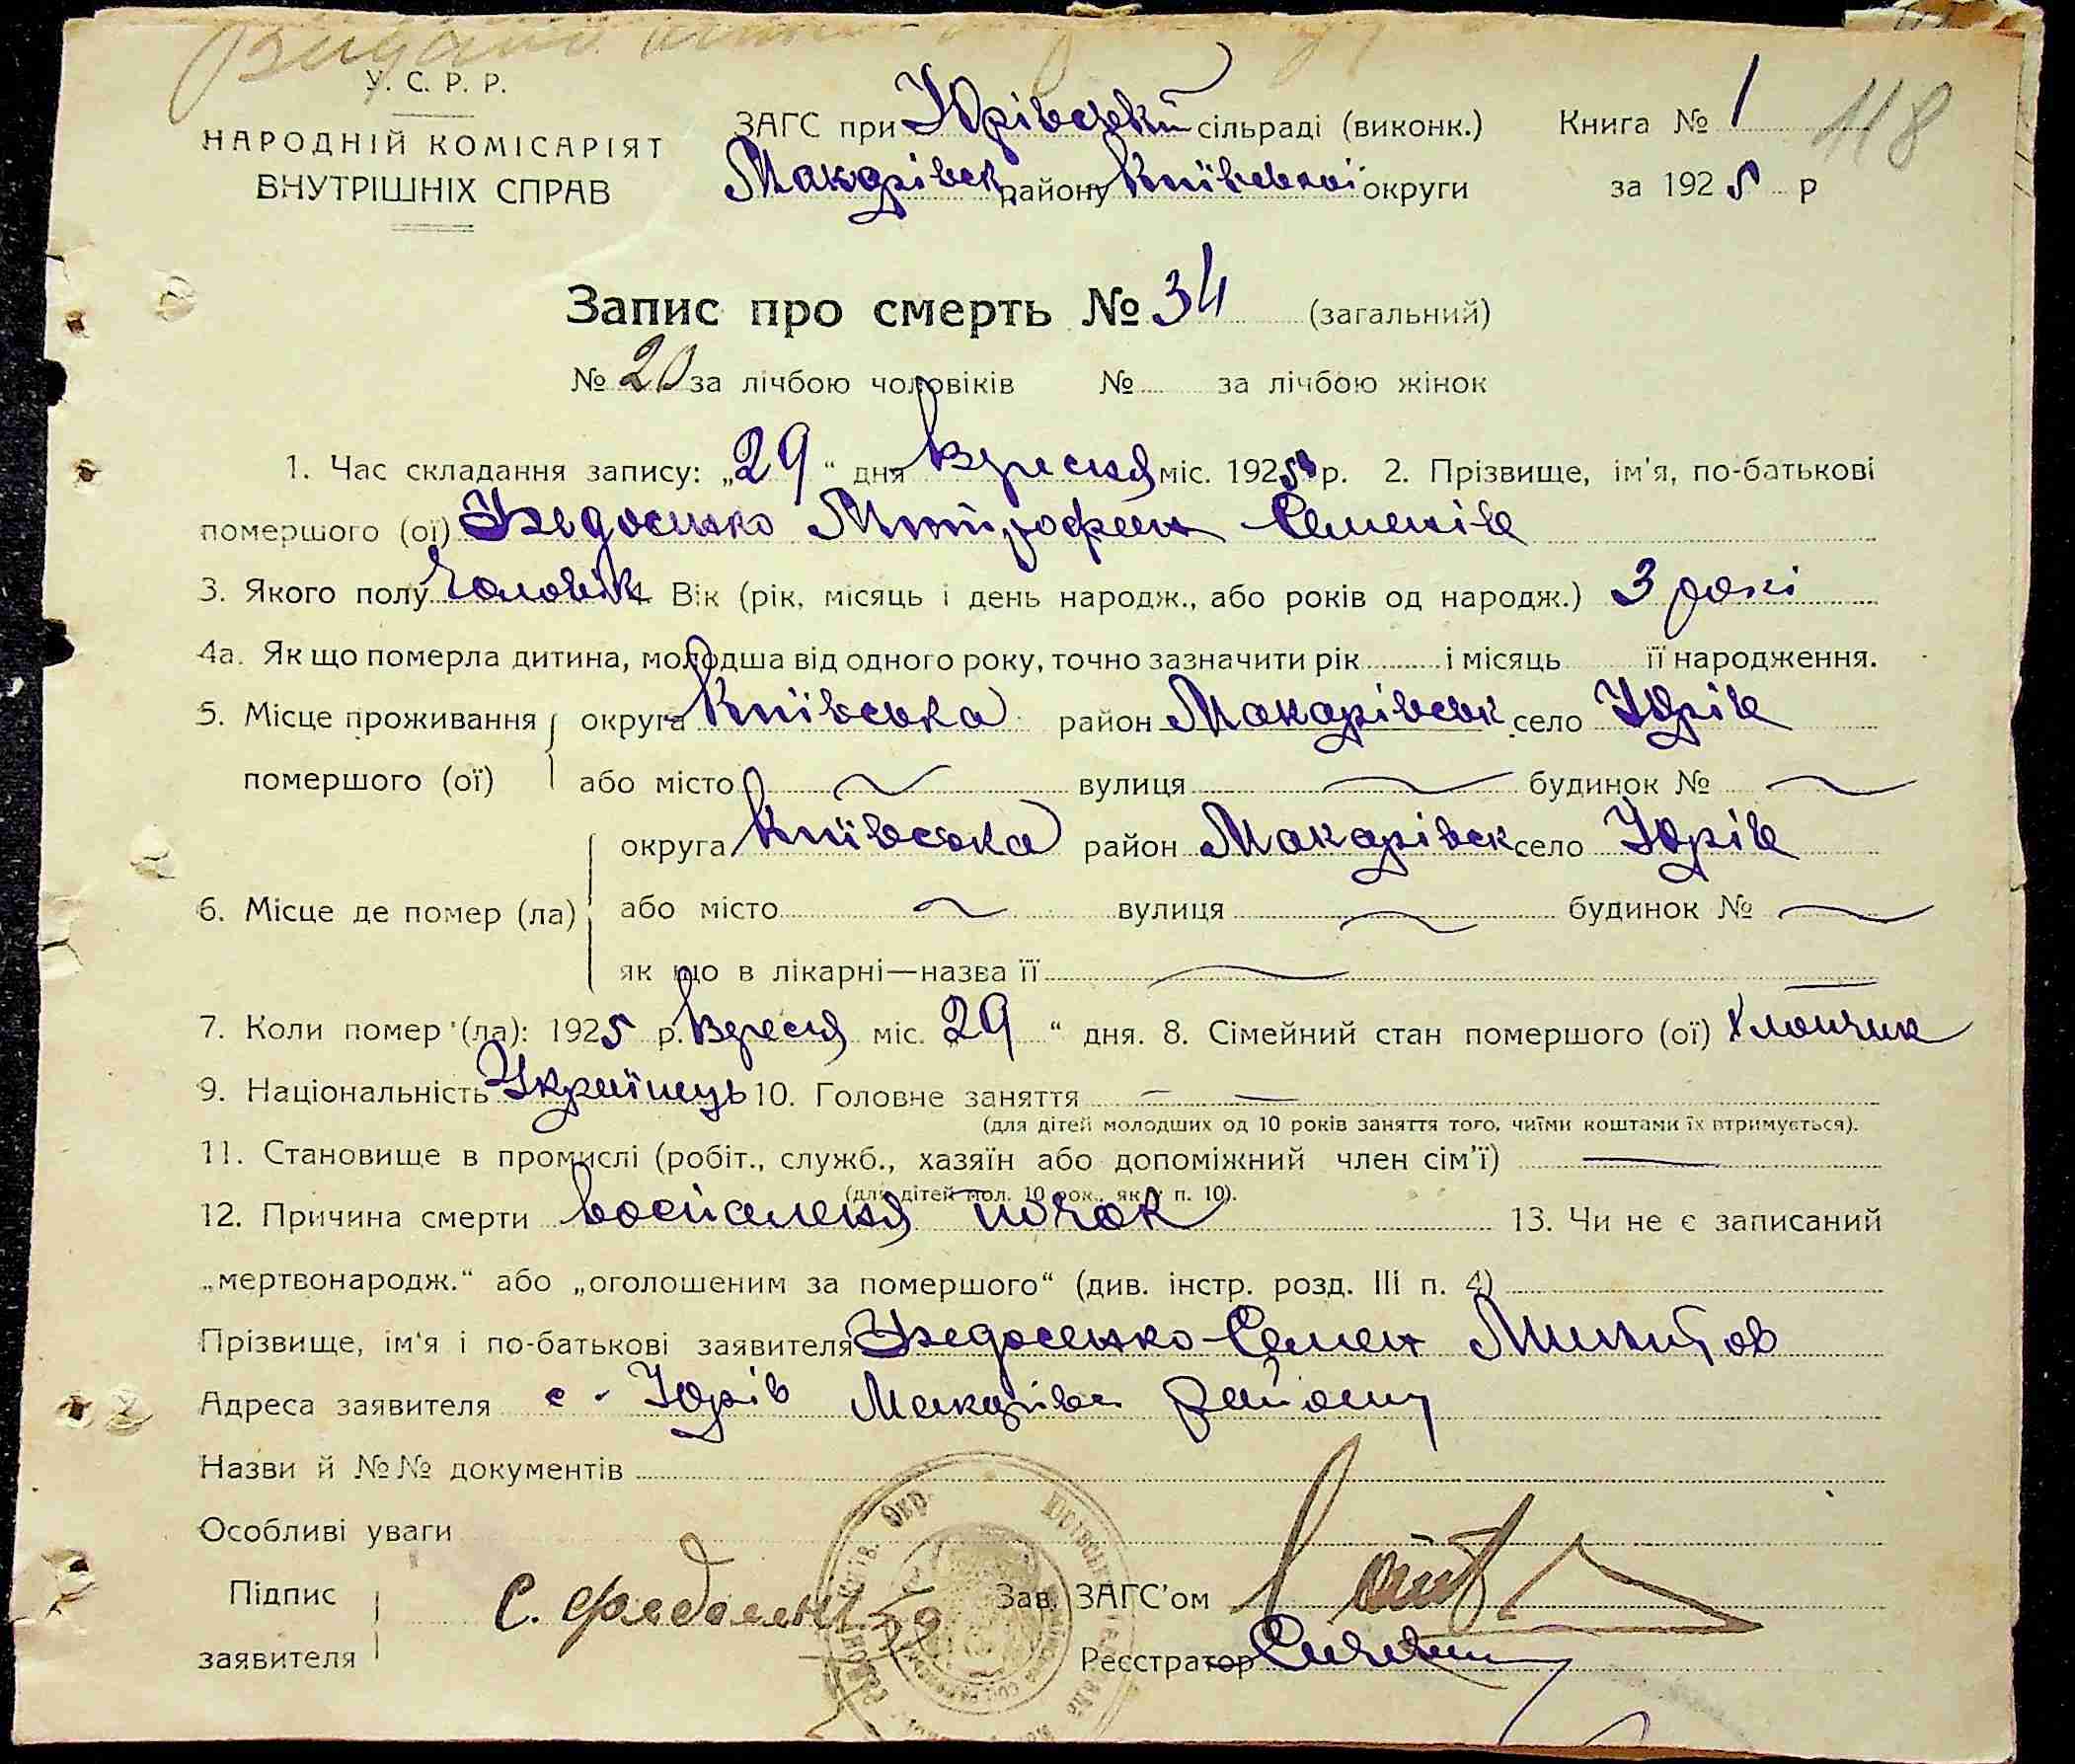 Видано
У. С. Р. Р.
НАРОДНІЙ КОМІСАРІЯТ
ВНУТРІШНІХ СПРАВ
ЗАГС при Юрівській сільраді (виконк.)
Макарівск району Київської округи
Книга № 1
118
за 1925 р
Запис про смерть № 34 (загальний)
№ 20 за лічбою чоловіків № за лічбою жінок
1. Час складання запису: „29“ дня Вересня міс. 1925 р. 2. Прізвище, ім'я, по-батькові
помершого (ої) Федосенко Митрофан Семенів
3. Якого полу Чоловік 4. Вік (рік, місяць і день народж., або років од народж.) 3 роки
4а. Як що померла дитина, молодша від одного року, точно зазначити рік і місяць її народження.
5. Місце проживання помершого (ої) округа Київська район Макарівськ село Юрів
або місто вулиця будинок №
6. Місце де помер (ла) округа Київська район Макарівск село Юрів
або місто вулиця будинок №
як що в лікарні—назва її
7. Коли помер (ла): 1925 р. Вересня міс. 29 “ дня. 8. Сімейний стан помершого (ої) Хлопчик
9. Національність Українець 10. Головне заняття
(для дітей молодших од 10 років заняття того, чиїми коштами їх втримується).
11. Становище в промислі (робіт., служб., хазяїн або допоміжний член сім'ї)
(для дітей мол. 10 рок., як у п. 10).
12. Причина смерти воспаленя почок 13. Чи не є записаний
„мертвонародж.“ або „оголошеним за помершого“ (див. інстр. розд. III п. 4)
Прізвище, ім'я і по-батькові заявителя Федосенко Семен
Адреса заявителя с. Юрів Макарівск району
Назви й №№ документів
Особливі уваги
Підпис заявителя С.
Зав. ЗАГС'ом
Реєстратор